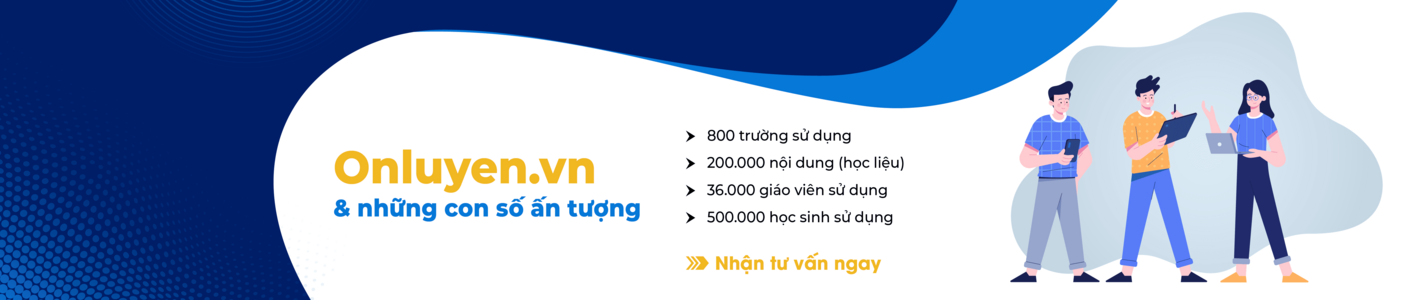 Onluyen.vn
& những con số ấn tượng
800 trường sử dụng
200.000 nội dung (học liệu)
36.000 giáo viên sử dụng
500.000 học sinh sử dụng
Nhận tư vấn ngay